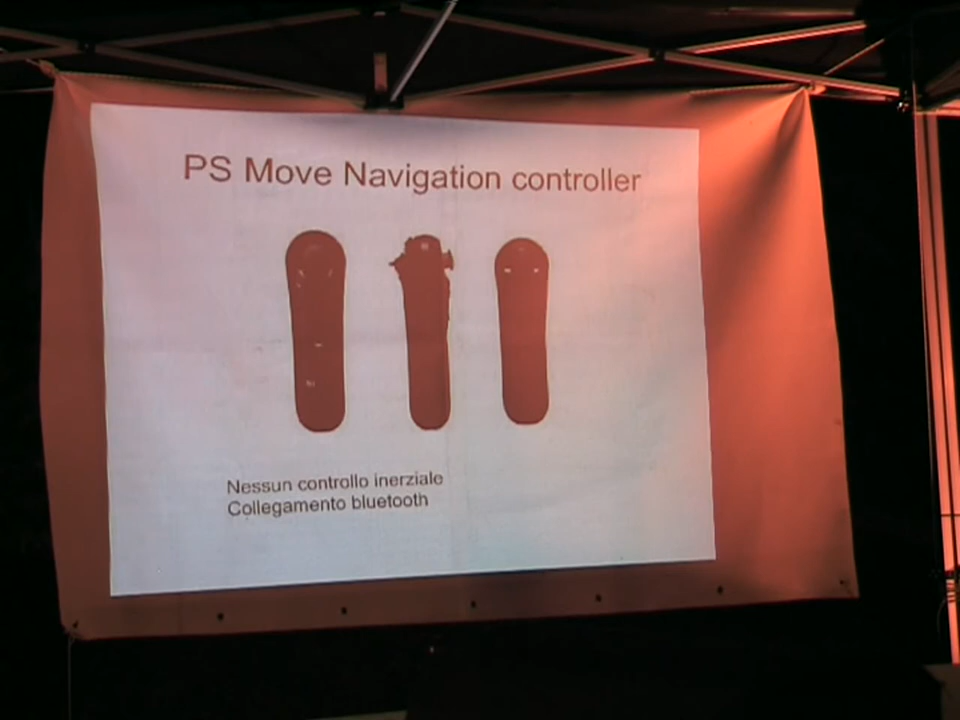 PS Move Navigation controller
Nessun controllo inerziale
Collegamento bluetooth